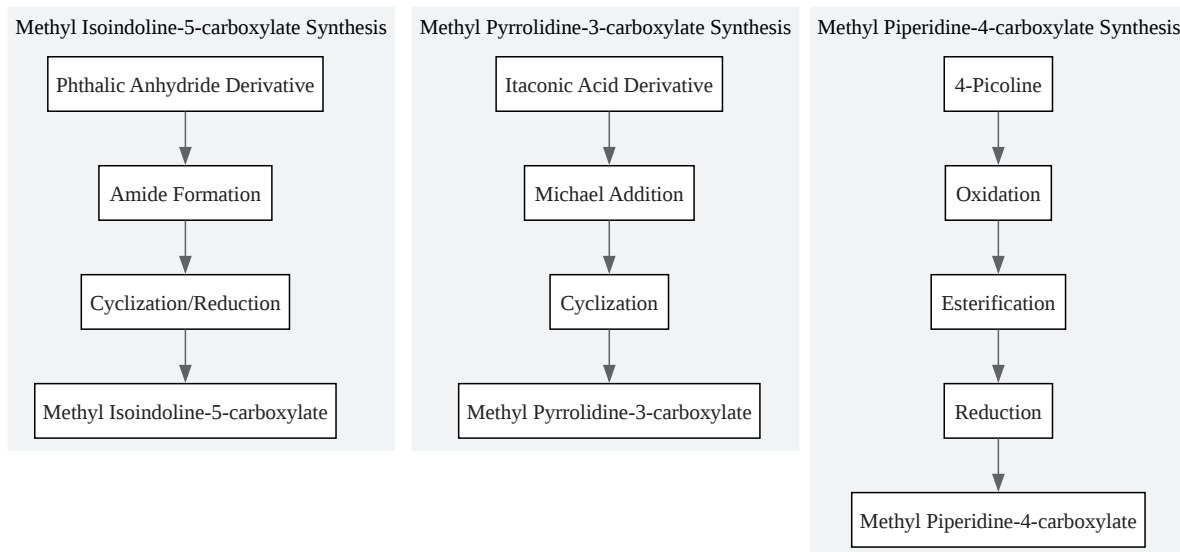 Methyl Isoindoline-5-carboxylate Synthesis
Phthalic Anhydride Derivative
Amide Formation
Cyclization/Reduction
Methyl Isoindoline-5-carboxylate
Methyl Pyrrolidine-3-carboxylate Synthesis
Itaconic Acid Derivative
Michael Addition
Cyclization
Methyl Pyrrolidine-3-carboxylate
Methyl Piperidine-4-carboxylate Synthesis
4-Picoline
Oxidation
Esterification
Reduction
Methyl Piperidine-4-carboxylate